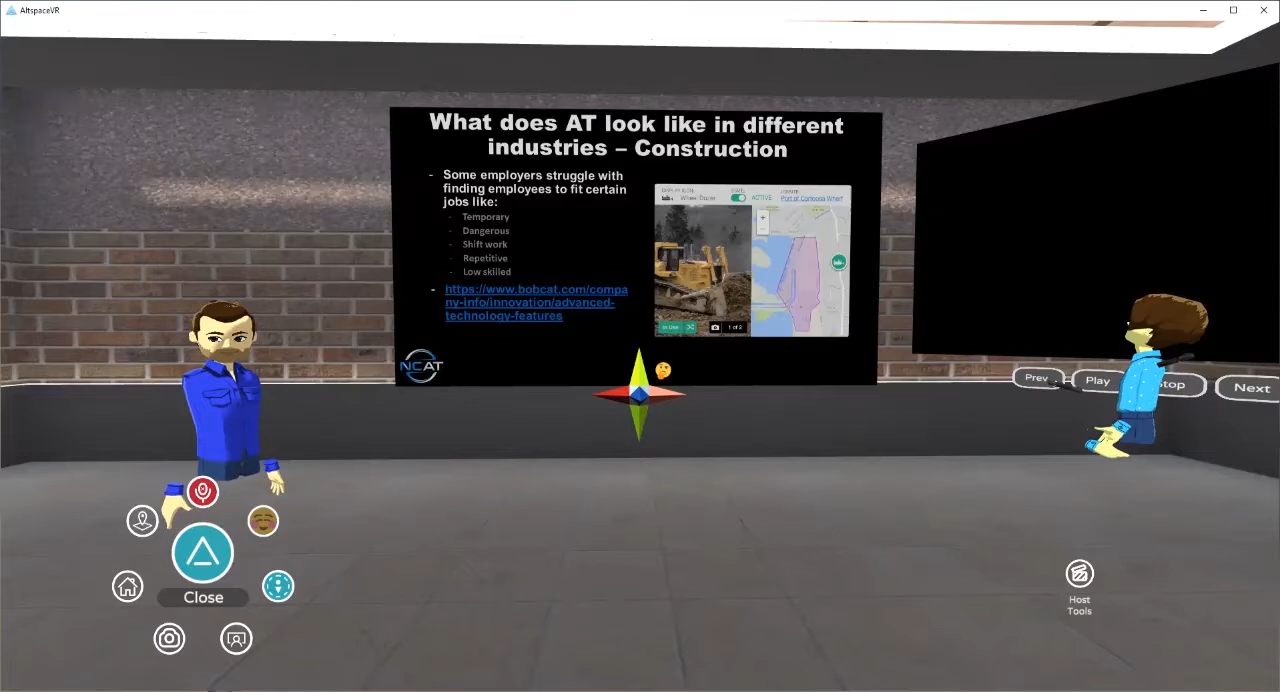 AltspaceVR
What does AT look like in different
industries – Construction
- Some employers struggle with
finding employees to fit certain
jobs like:
- Temporary
- Dangerous
- Shift work
- Repetitive
- Low skilled
- https://www.bobcat.com/compa
ny-info/innovation/advanced-
technology-features
ACTIVE
In Use
1 of 2
NCAT
Prev
Play
Next
Close
Host
Tools